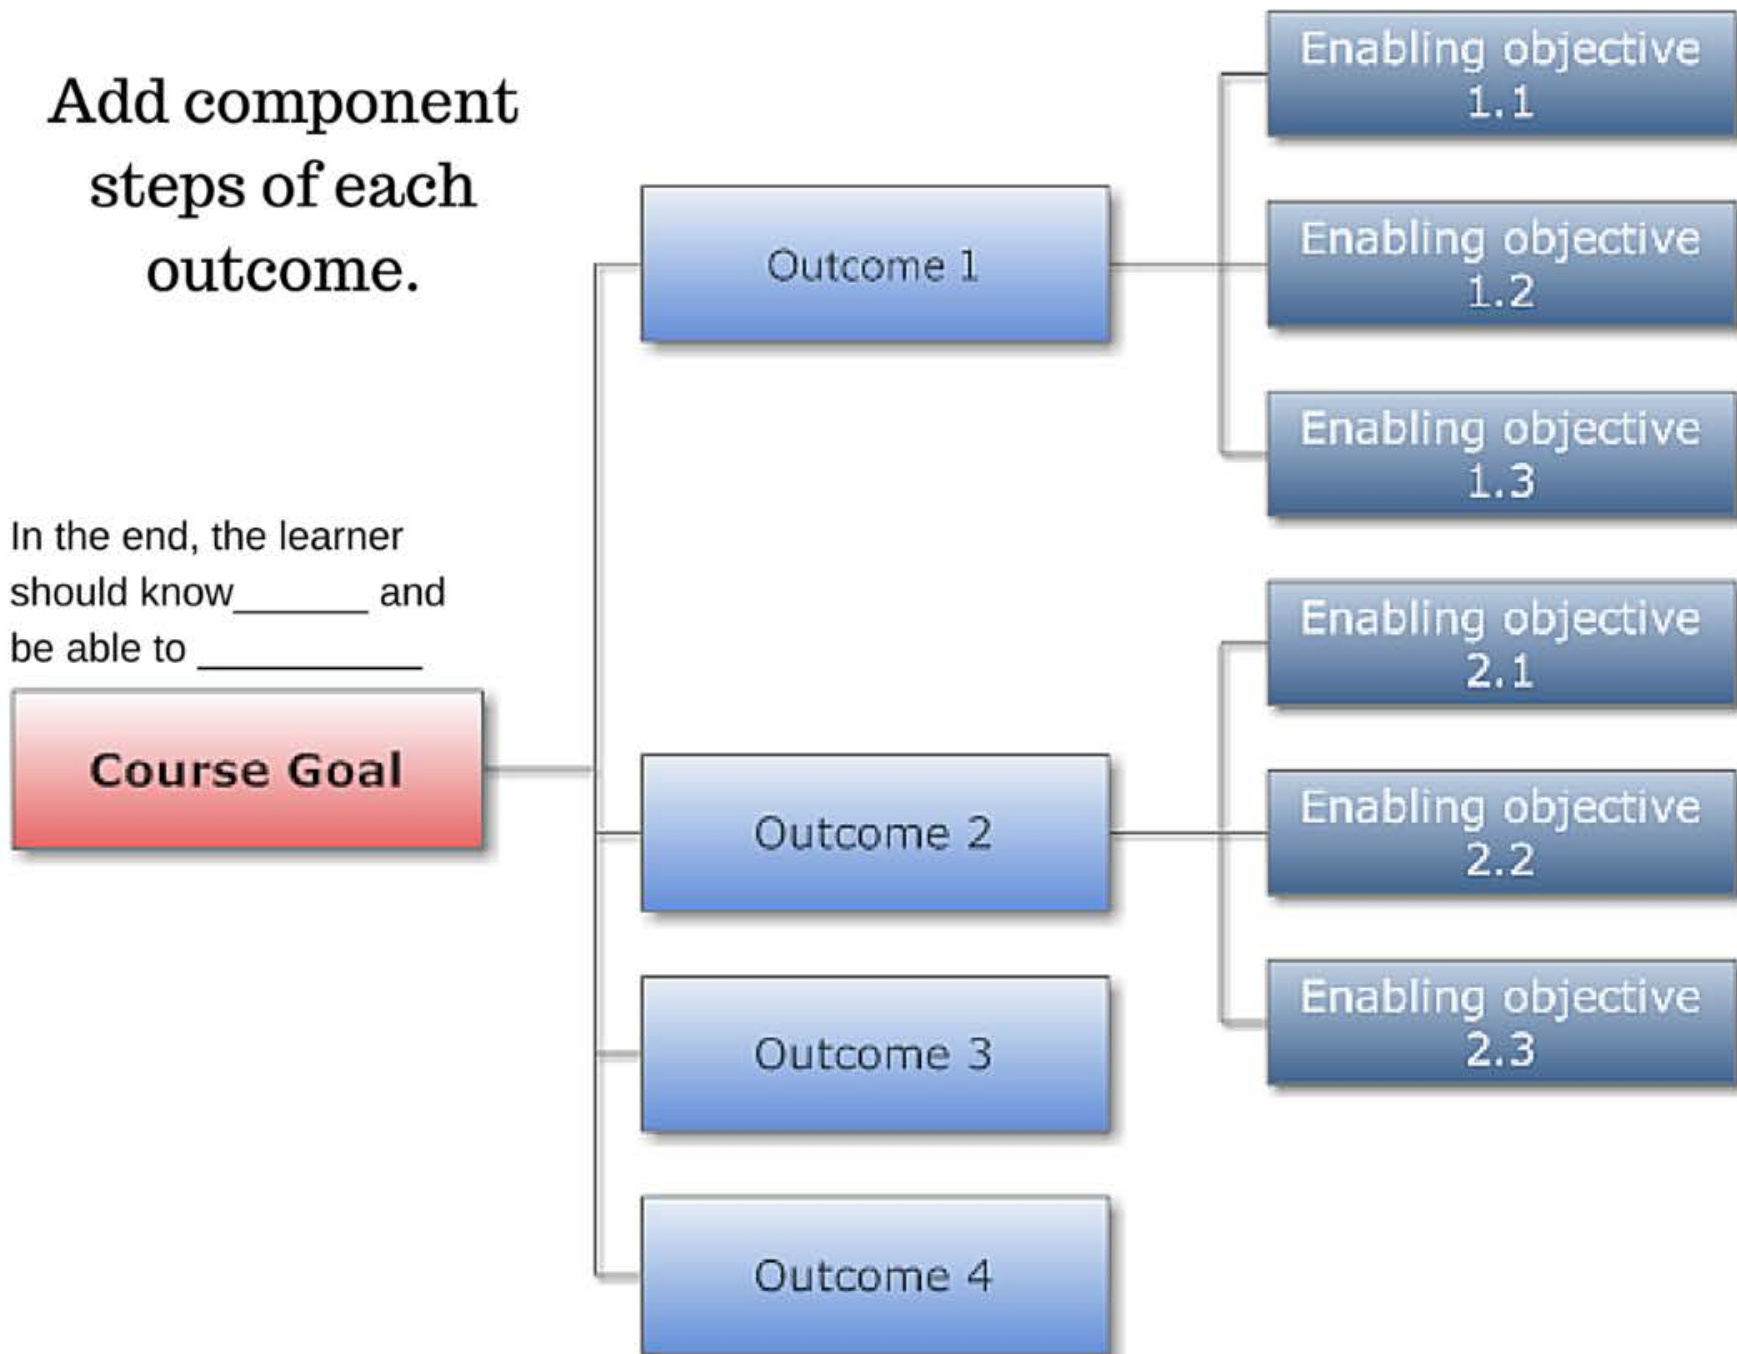 Add component
steps of each
outcome.
In the end, the learner
should know______ and
be able to __________
Course Goal
Outcome 1
Enabling objective
1.1
Enabling objective
1.2
Enabling objective
1.3
Outcome 2
Enabling objective
2.1
Enabling objective
2.2
Enabling objective
2.3
Outcome 3
Outcome 4